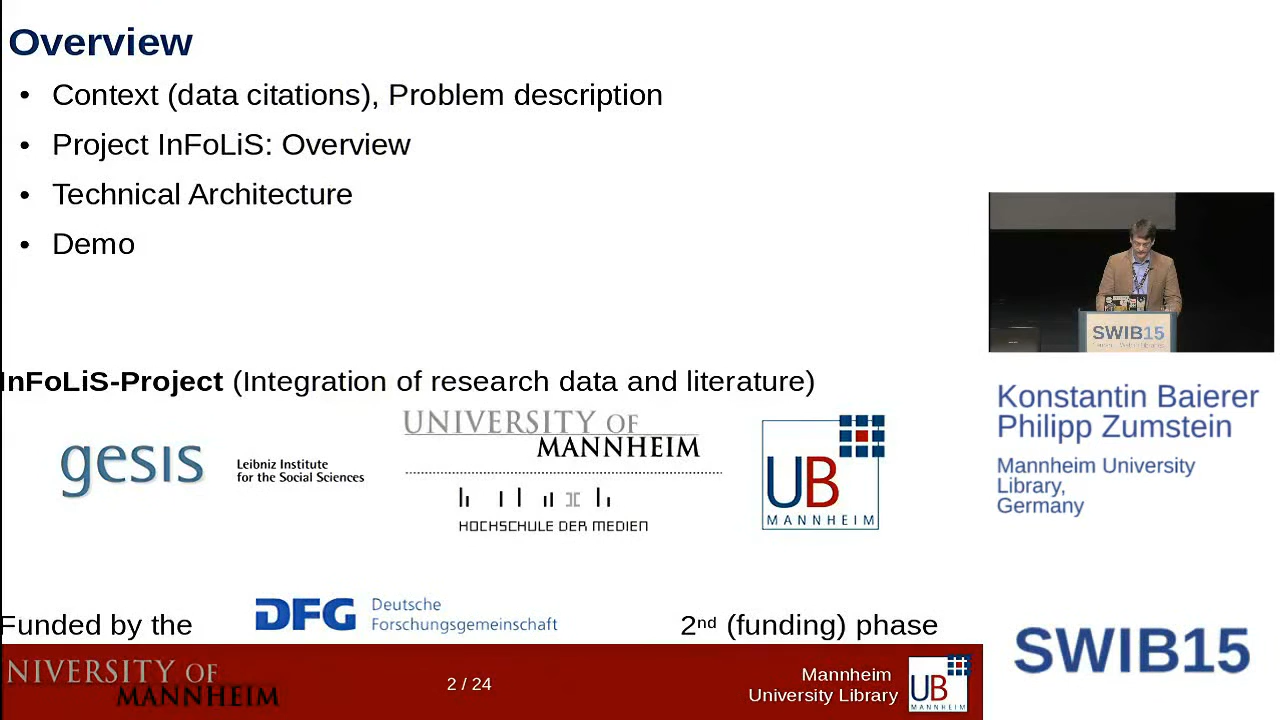 Overview
• Context (data citations), Problem description
• Project InFoLiS: Overview
• Technical Architecture
• Demo
SWIB15
InFoLiS-Project (Integration of research data and literature)
gesis
Leibniz Institute
for the Social Sciences
UNIVERSITY OF
MANNHEIM
HOCHSCHULE DER MEDIEN
UB
MANNHEIM
Konstantin Baierer
Philipp Zumstein
Mannheim University
Library,
Germany
Funded by the
DFG
Deutsche
Forschungsgemeinschaft
2nd (funding) phase
NIVERSITY OF
MANNHEIM
2 / 24
Mannheim
University Library
UB
MANNHEIM
SWIB15